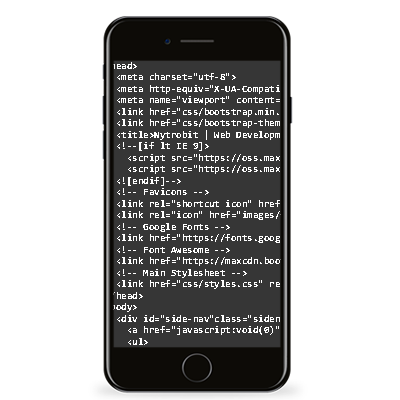 head>
<meta charset="utf-8">
<meta http-equiv="X-UA-Compati
<meta name="viewport" content=
<link href="css/bootstrap.min.
<link href="css/bootstrap-them
<title>Nytrobit | Web Developm
<!--[if lt IE 9]>
<script src="https://oss.max
<script src="https://oss.max
<![endif]-->
<!-- Favicons -->
<link rel="shortcut icon" href
<link rel="icon" href="images/
<!-- Google Fonts -->
<link href="https://fonts.goog
<!-- Font Awesome -->
<link href="https://maxcdn.boo
<!-- Main Stylesheet -->
<link href="css/styles.css" re
/head>
body>
<div id="side-nav"class="siden
<a href="javascript:void(0)"
<ul>